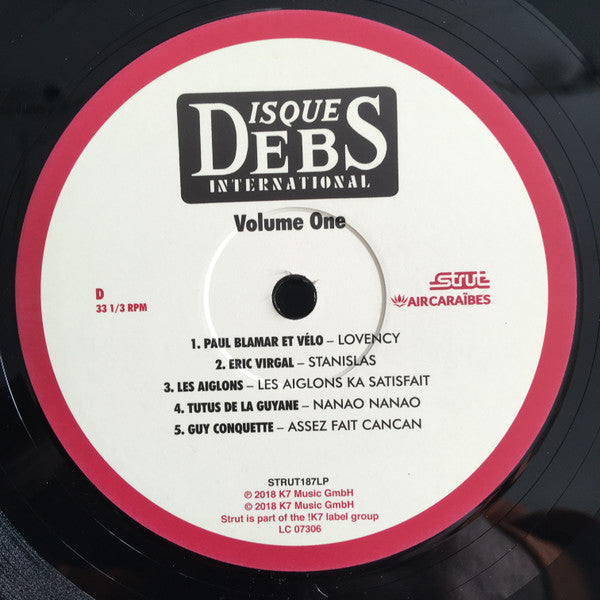 DISQUES
DEBS
INTERNATIONAL
Volume One
D
33 1/3 RPM
Strut
AIRCARAÏBES
1. PAUL BLAMAR ET VÉLO – LOVENCY
2. ERIC VIRGAL – STANISLAS
3. LES AIGLONS – LES AIGLONS KA SATISFAIT
4. TUTUS DE LA GUYANE – NANAO NANAO
5. GUY CONQUETTE – ASSEZ FAIT CANCAN
STRUT187LP
℗ 2018 K7 Music GmbH
© 2018 K7 Music GmbH
Strut is part of the !K7 label group
LC 07306